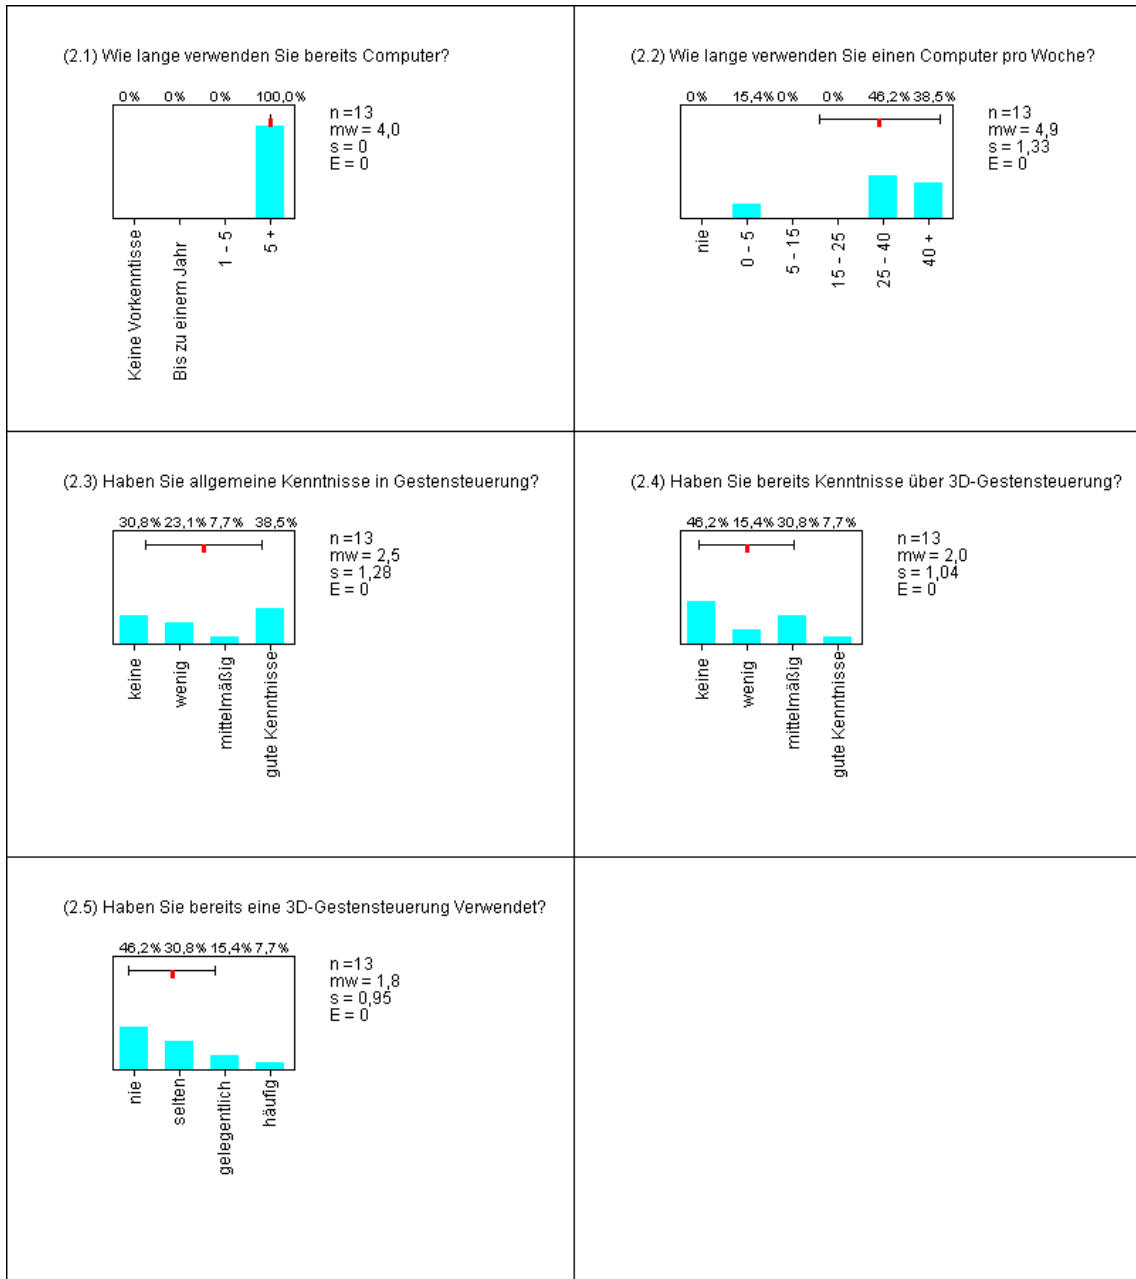 (2.1) Wie lange verwenden Sie bereits Computer?
0% 0% 0% 100,0%
n =13
mw = 4,0
s = 0
E = 0
Keine Vorkenntisse
Bis zu einem Jahr
1 - 5
5 +
(2.2) Wie lange verwenden Sie einen Computer pro Woche?
0% 15,4% 0% 0% 46,2% 38,5%
n =13
mw = 4,9
s = 1,33
E = 0
nie
0 - 5
5 - 15
15 - 25
25 - 40
40 +
(2.3) Haben Sie allgemeine Kenntnisse in Gestensteuerung?
30,8% 23,1% 7,7% 38,5%
n =13
mw = 2,5
s = 1,28
E = 0
keine
wenig
mittelmäßig
gute Kenntnisse
(2.4) Haben Sie bereits Kenntnisse über 3D-Gestensteuerung?
46,2% 15,4% 30,8% 7,7%
n =13
mw = 2,0
s = 1,04
E = 0
keine
wenig
mittelmäßig
gute Kenntnisse
(2.5) Haben Sie bereits eine 3D-Gestensteuerung Verwendet?
46,2% 30,8% 15,4% 7,7%
n =13
mw = 1,8
s = 0,95
E = 0
nie
selten
gelegentlich
häufig